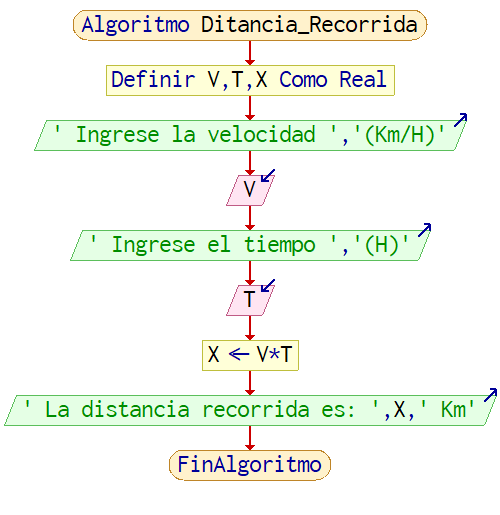 Algoritmo Ditancia_Recorrida
Definir V,T,X Como Real
' Ingrese la velocidad ','(Km/H)'
V
' Ingrese el tiempo ','(H)'
T
X ← V*T
' La distancia recorrida es: ',X,' Km'
FinAlgoritmo